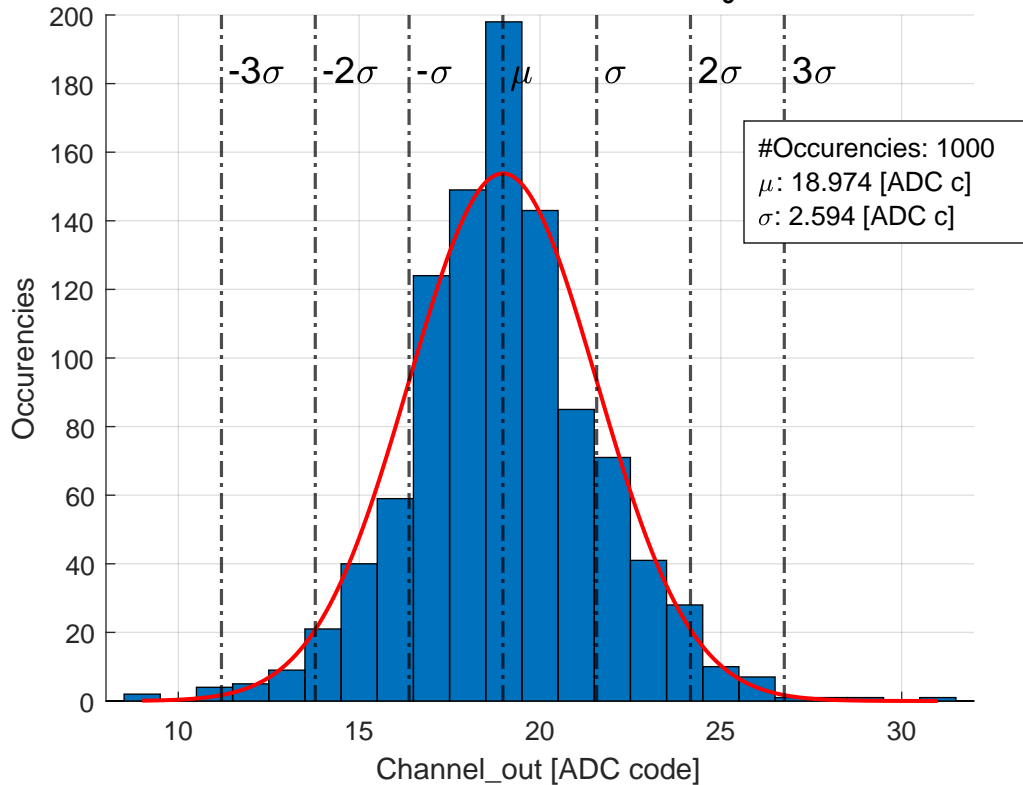 200
180
160
140
120
100
80
60
40
20
0
Occurencies
-3σ -2σ -σ μ σ 2σ 3σ
#Occurencies: 1000
μ: 18.974 [ADC c]
σ: 2.594 [ADC c]
10 15 20 25 30
Channel_out [ADC code]